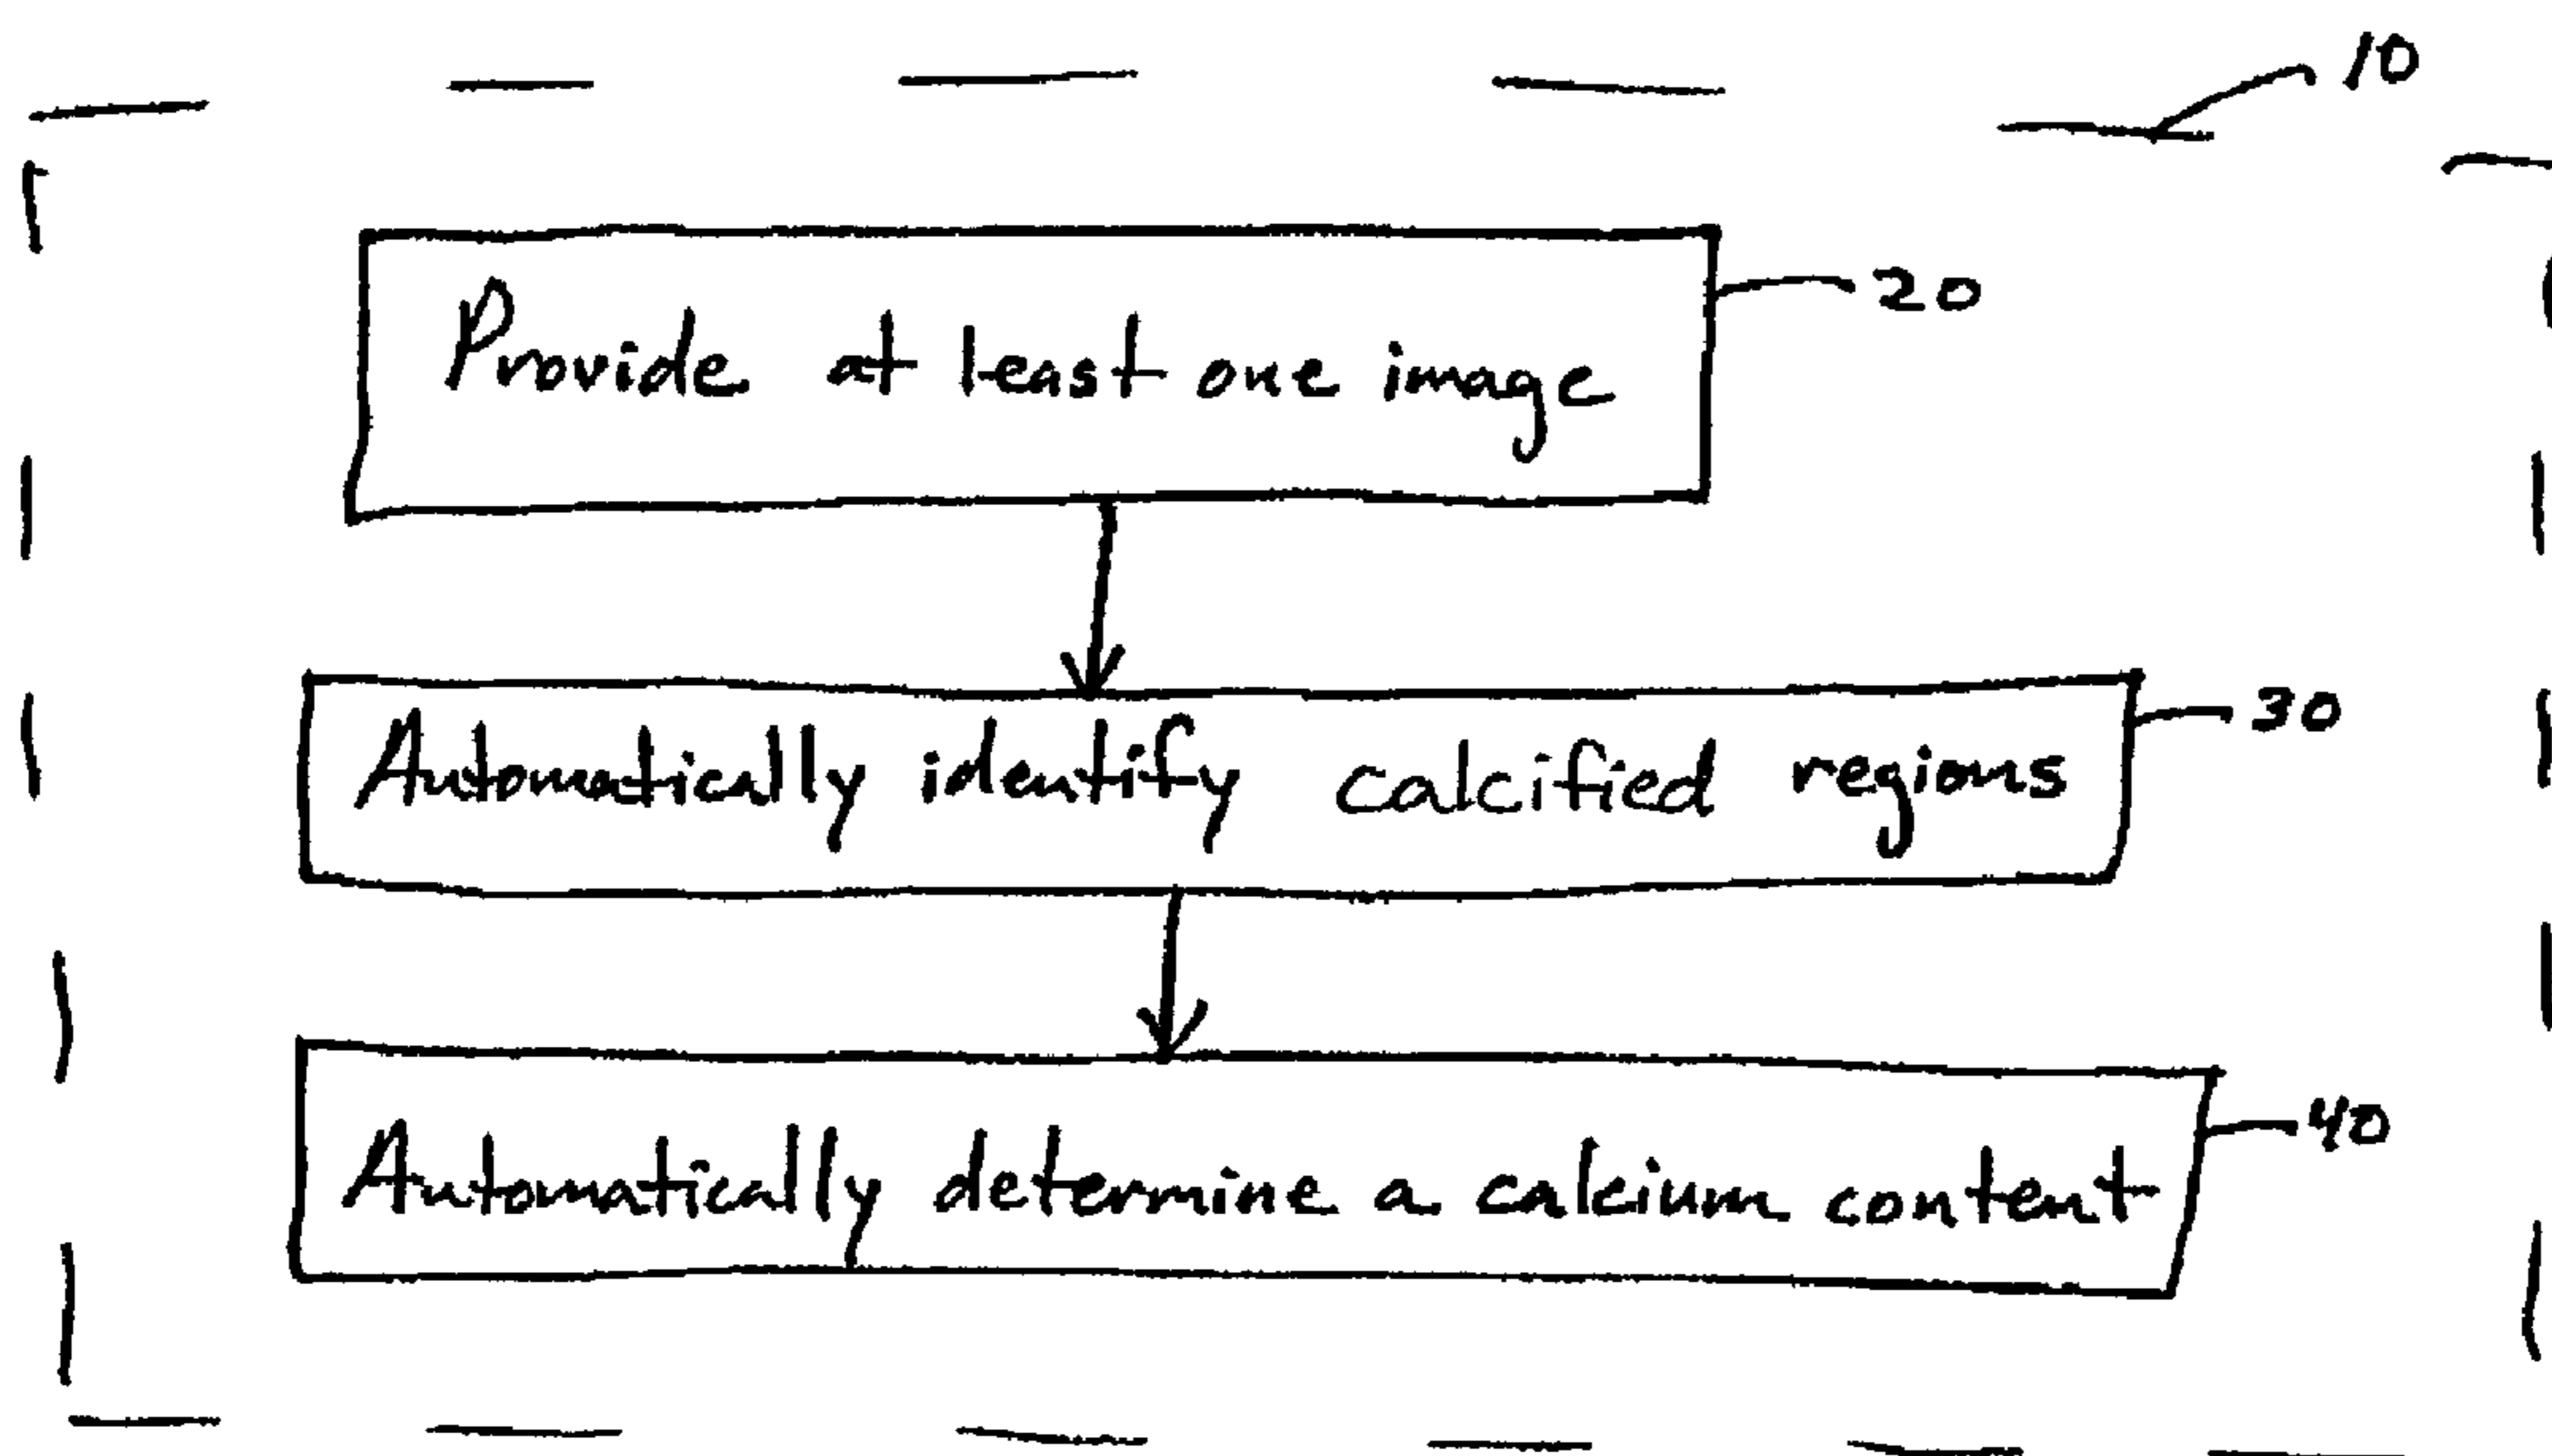 10
Provide at least one image
20
Automatically identify calcified regions
30
Automatically determine a calcium content
40